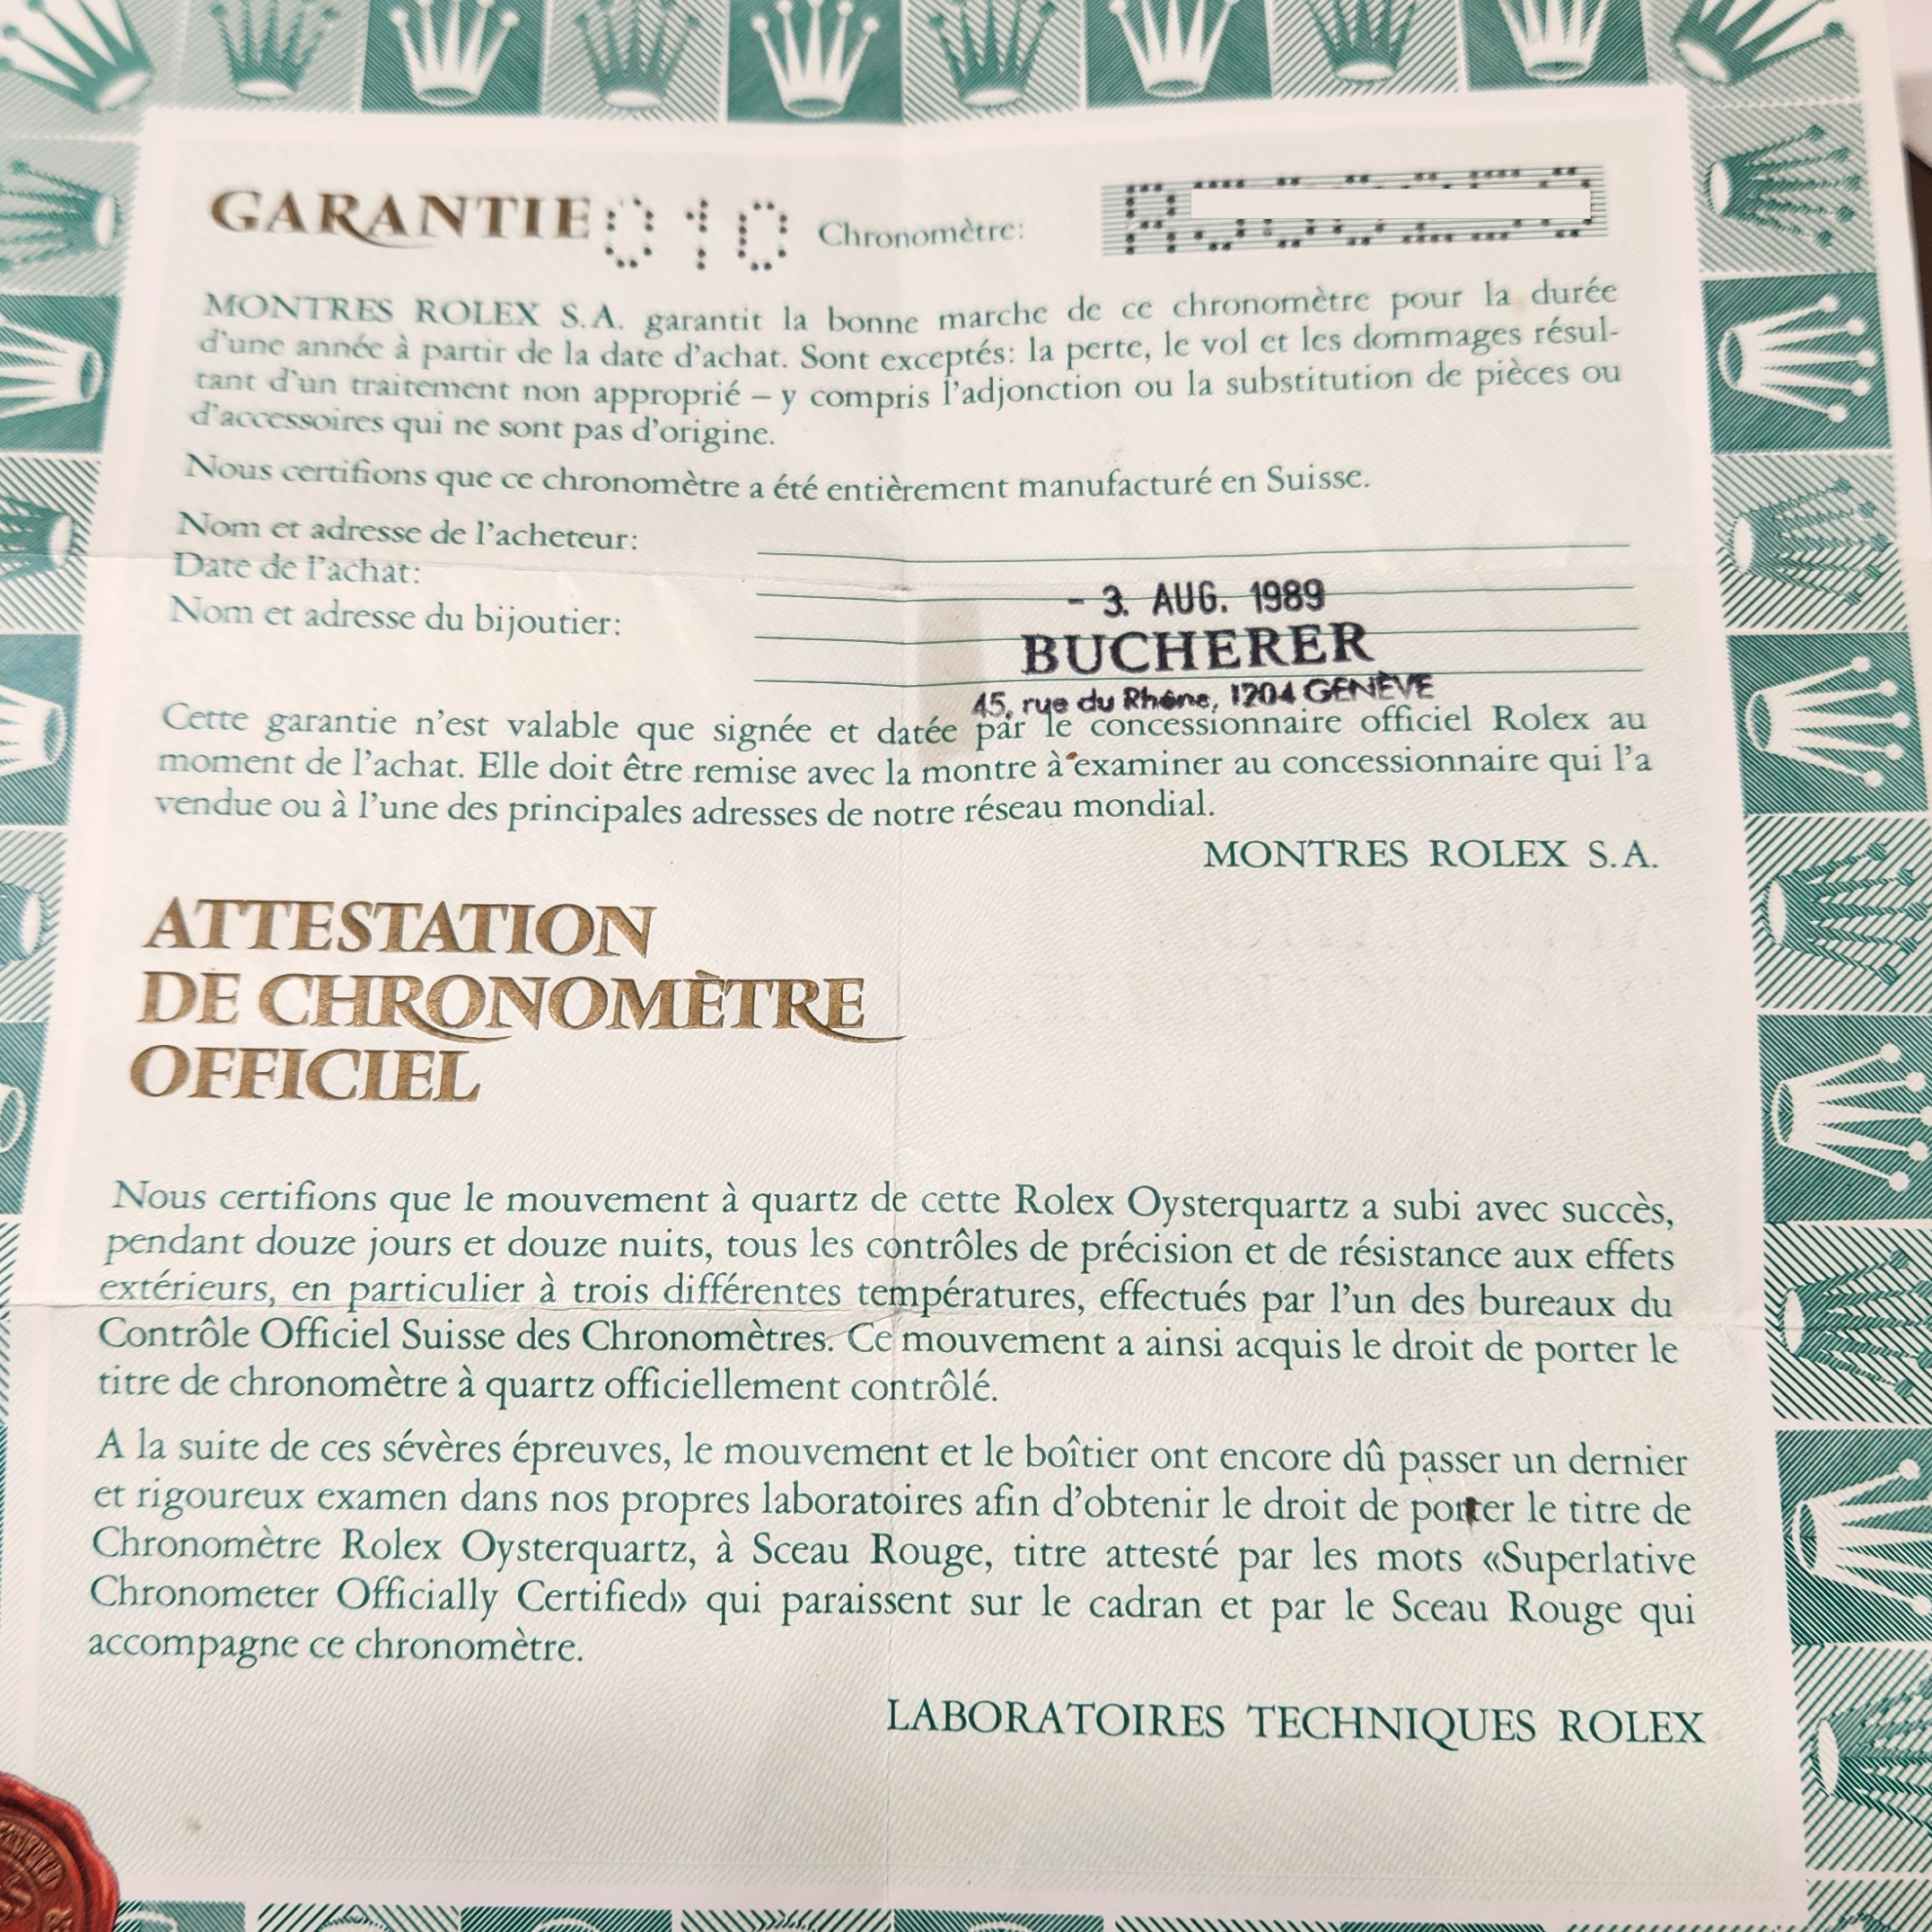 GARANTIE 010 Chronomètre:
MONTRES ROLEX S.A. garantit la bonne marche de ce chronomètre pour la durée
d'une année à partir de la date d'achat. Sont exceptés: la perte, le vol et les dommages résul-
tant d'un traitement non approprié – y compris l'adjonction ou la substitution de pièces ou
d'accessoires qui ne sont pas d'origine.
Nous certifions que ce chronomètre a été entièrement manufacturé en Suisse.
Nom et adresse de l'acheteur:
Date de l'achat:
- 3. AUG. 1989
Nom et adresse du bijoutier:
BUCHERER
45, rue du Rhône, 1204 GENÈVE
Cette garantie n'est valable que signée et datée par le concessionnaire officiel Rolex au
moment de l'achat. Elle doit être remise avec la montre à examiner au concessionnaire qui l'a
vendue ou à l'une des principales adresses de notre réseau mondial.
MONTRES ROLEX S.A.
ATTESTATION
DE CHRONOMÈTRE
OFFICIEL
Nous certifions que le mouvement à quartz de cette Rolex Oysterquartz a subi avec succès,
pendant douze jours et douze nuits, tous les contrôles de précision et de résistance aux effets
extérieurs, en particulier à trois différentes températures, effectués par l'un des bureaux du
Contrôle Officiel Suisse des Chronomètres. Ce mouvement a ainsi acquis le droit de porter le
titre de chronomètre à quartz officiellement contrôlé.
A la suite de ces sévères épreuves, le mouvement et le boîtier ont encore dû passer un dernier
et rigoureux examen dans nos propres laboratoires afin d'obtenir le droit de porter le titre de
Chronomètre Rolex Oysterquartz, à Sceau Rouge, titre attesté par les mots «Superlative
Chronometer Officially Certified» qui paraissent sur le cadran et par le Sceau Rouge qui
accompagne ce chronomètre.
LABORATOIRES TECHNIQUES ROLEX